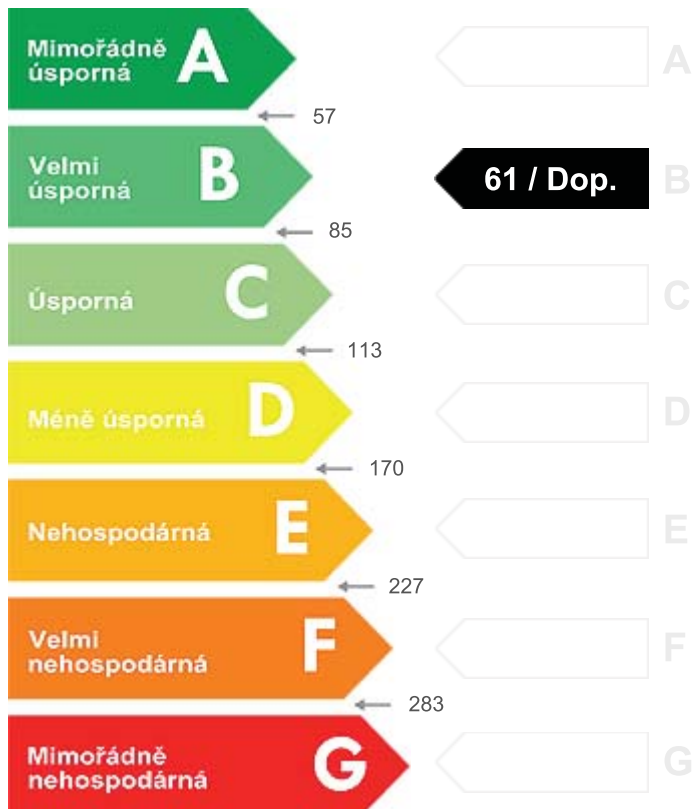 Mimořádně
úsporná
A
A
57
Velmi
úsporná
B
61 / Dop.
B
85
Úsporná
C
C
113
Méně úsporná
D
D
170
Nehospodárná
E
E
227
Velmi
nehospodárná
F
F
283
Mimořádně
nehospodárná
G
G